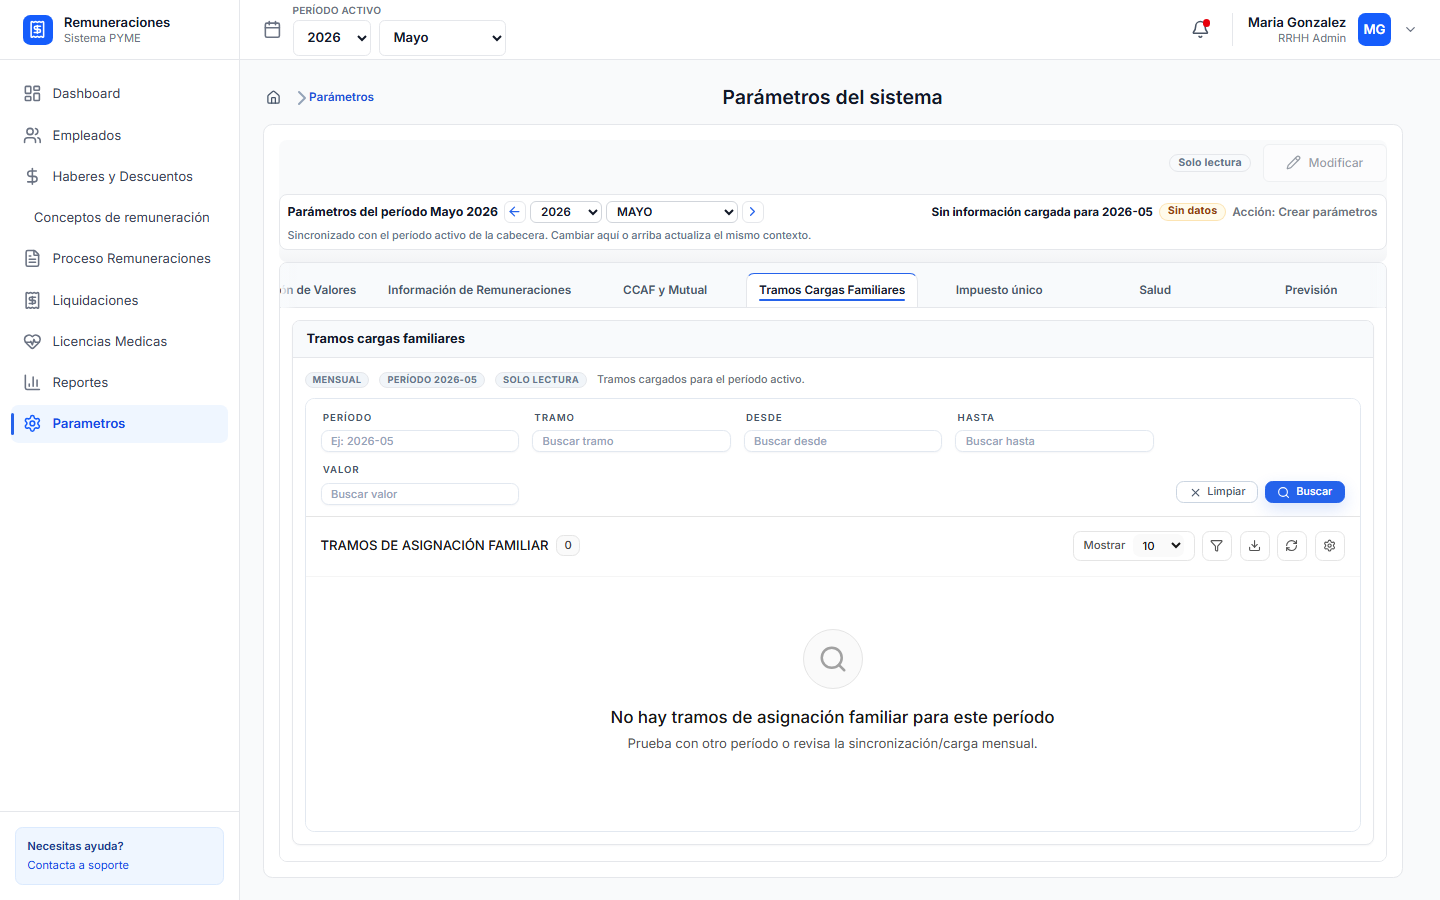 Remuneraciones
Sistema PYME
PERÍODO ACTIVO
2026
Mayo
Maria Gonzalez
RRHH Admin
MG
Dashboard
Empleados
Haberes y Descuentos
Conceptos de remuneración
Proceso Remuneraciones
Liquidaciones
Licencias Medicas
Reportes
Parametros
Necesitas ayuda?
Contacta a soporte
Parámetros
Parámetros del sistema
Solo lectura
Modificar
Parámetros del período Mayo 2026
2026
MAYO
Sin información cargada para 2026-05
Sin datos
Acción: Crear parámetros
Sincronizado con el período activo de la cabecera. Cambiar aquí o arriba actualiza el mismo contexto.
ón de Valores
Información de Remuneraciones
CCAF y Mutual
Tramos Cargas Familiares
Impuesto único
Salud
Previsión
Tramos cargas familiares
MENSUAL
PERÍODO 2026-05
SOLO LECTURA
Tramos cargados para el período activo.
PERÍODO
TRAMO
DESDE
HASTA
Ej: 2026-05
Buscar tramo
Buscar desde
Buscar hasta
VALOR
Buscar valor
Limpiar
Buscar
TRAMOS DE ASIGNACIÓN FAMILIAR
0
Mostrar
10
No hay tramos de asignación familiar para este período
Prueba con otro período o revisa la sincronización/carga mensual.